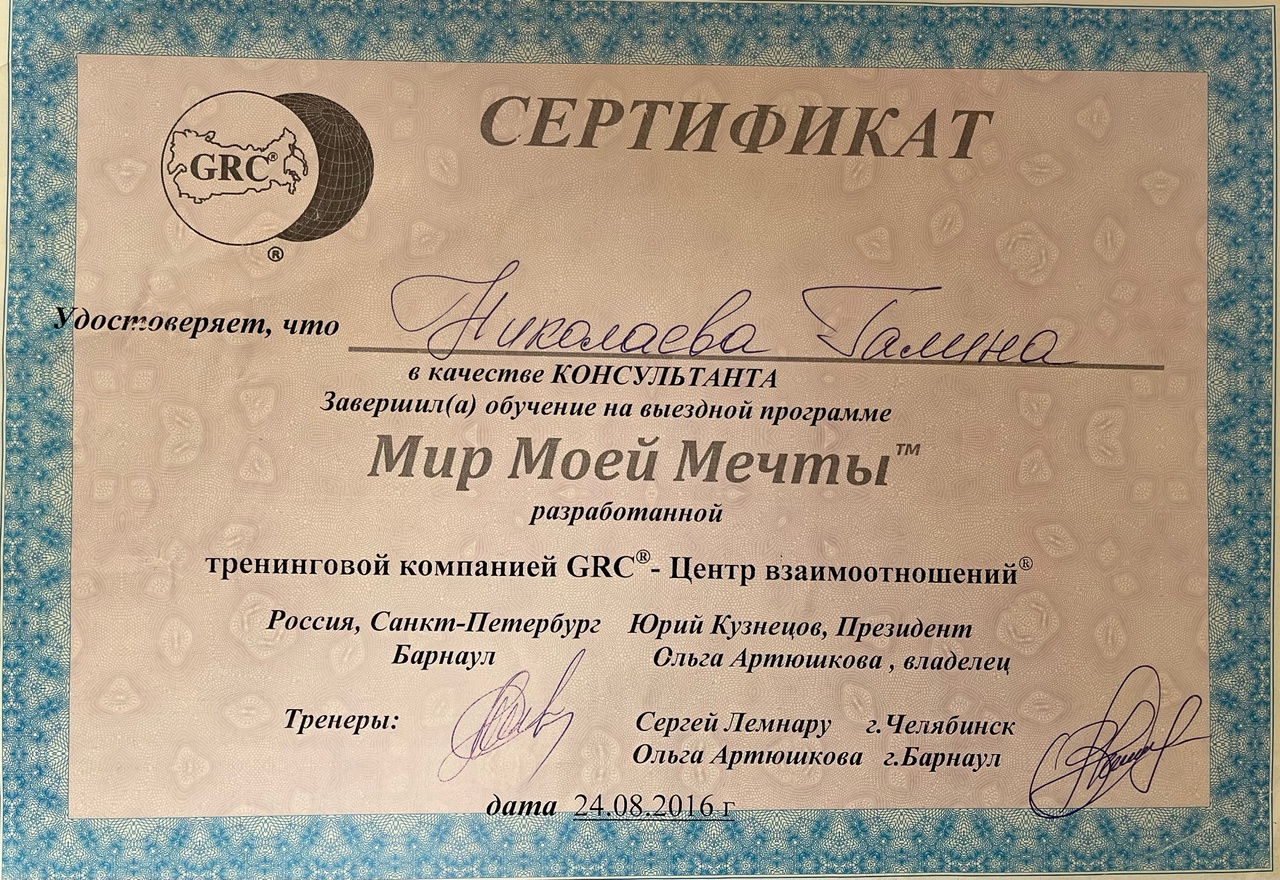 СЕРТИФИКАТ
GRC®
®
Удостоверяет, что Николаева Галина
в качестве КОНСУЛЬТАНТА
Завершил(а) обучение на выездной программе
Мир Моей Мечты™
разработанной
тренинговой компанией GRC®- Центр взаимоотношений®
Россия, Санкт-Петербург Юрий Кузнецов, Президент
Барнаул Ольга Артюшкова , владелец
Тренеры: Сергей Лемнару г.Челябинск
Ольга Артюшкова г.Барнаул
дата 24.08.2016 г